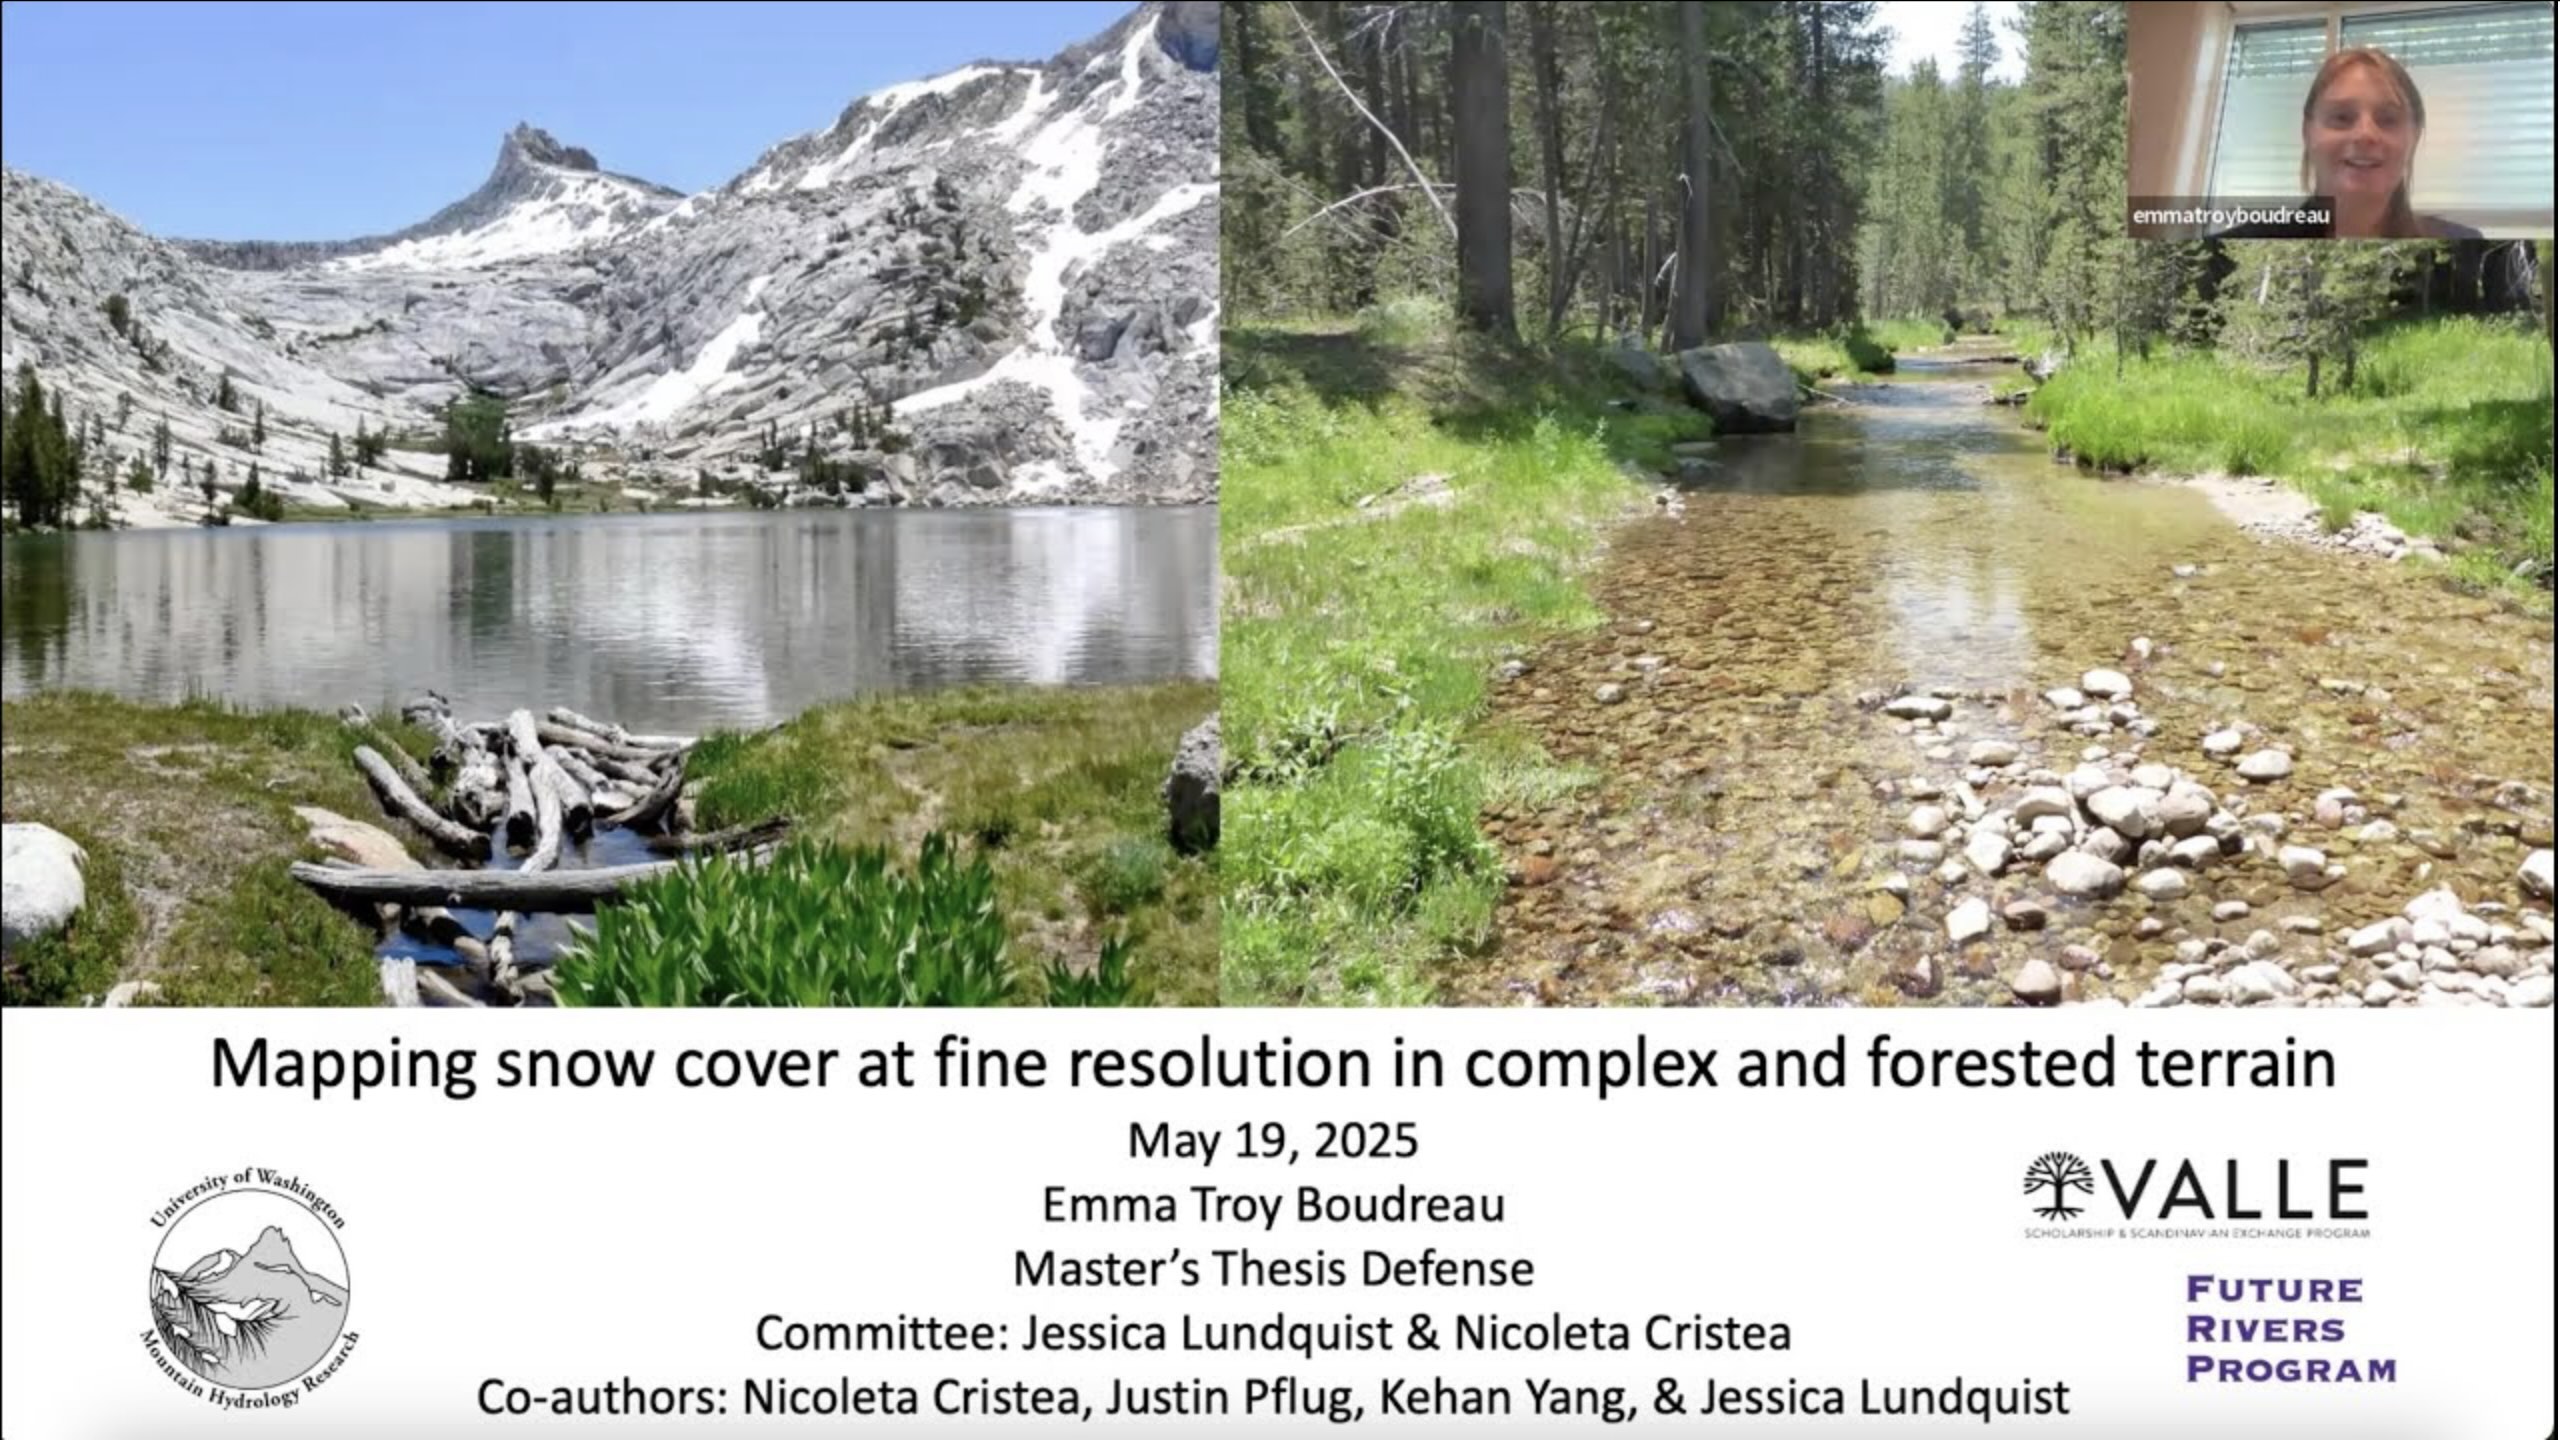 emmatroyboudreau
Mapping snow cover at fine resolution in complex and forested terrain
May 19, 2025
Emma Troy Boudreau
Master's Thesis Defense
Committee: Jessica Lundquist & Nicoleta Cristea
Co-authors: Nicoleta Cristea, Justin Pflug, Kehan Yang, & Jessica Lundquist
University of Washington
Mountain Hydrology Research
VALLE
SCHOLARSHIP & SCANDINAVIAN EXCHANGE PROGRAM
FUTURE
RIVERS
PROGRAM